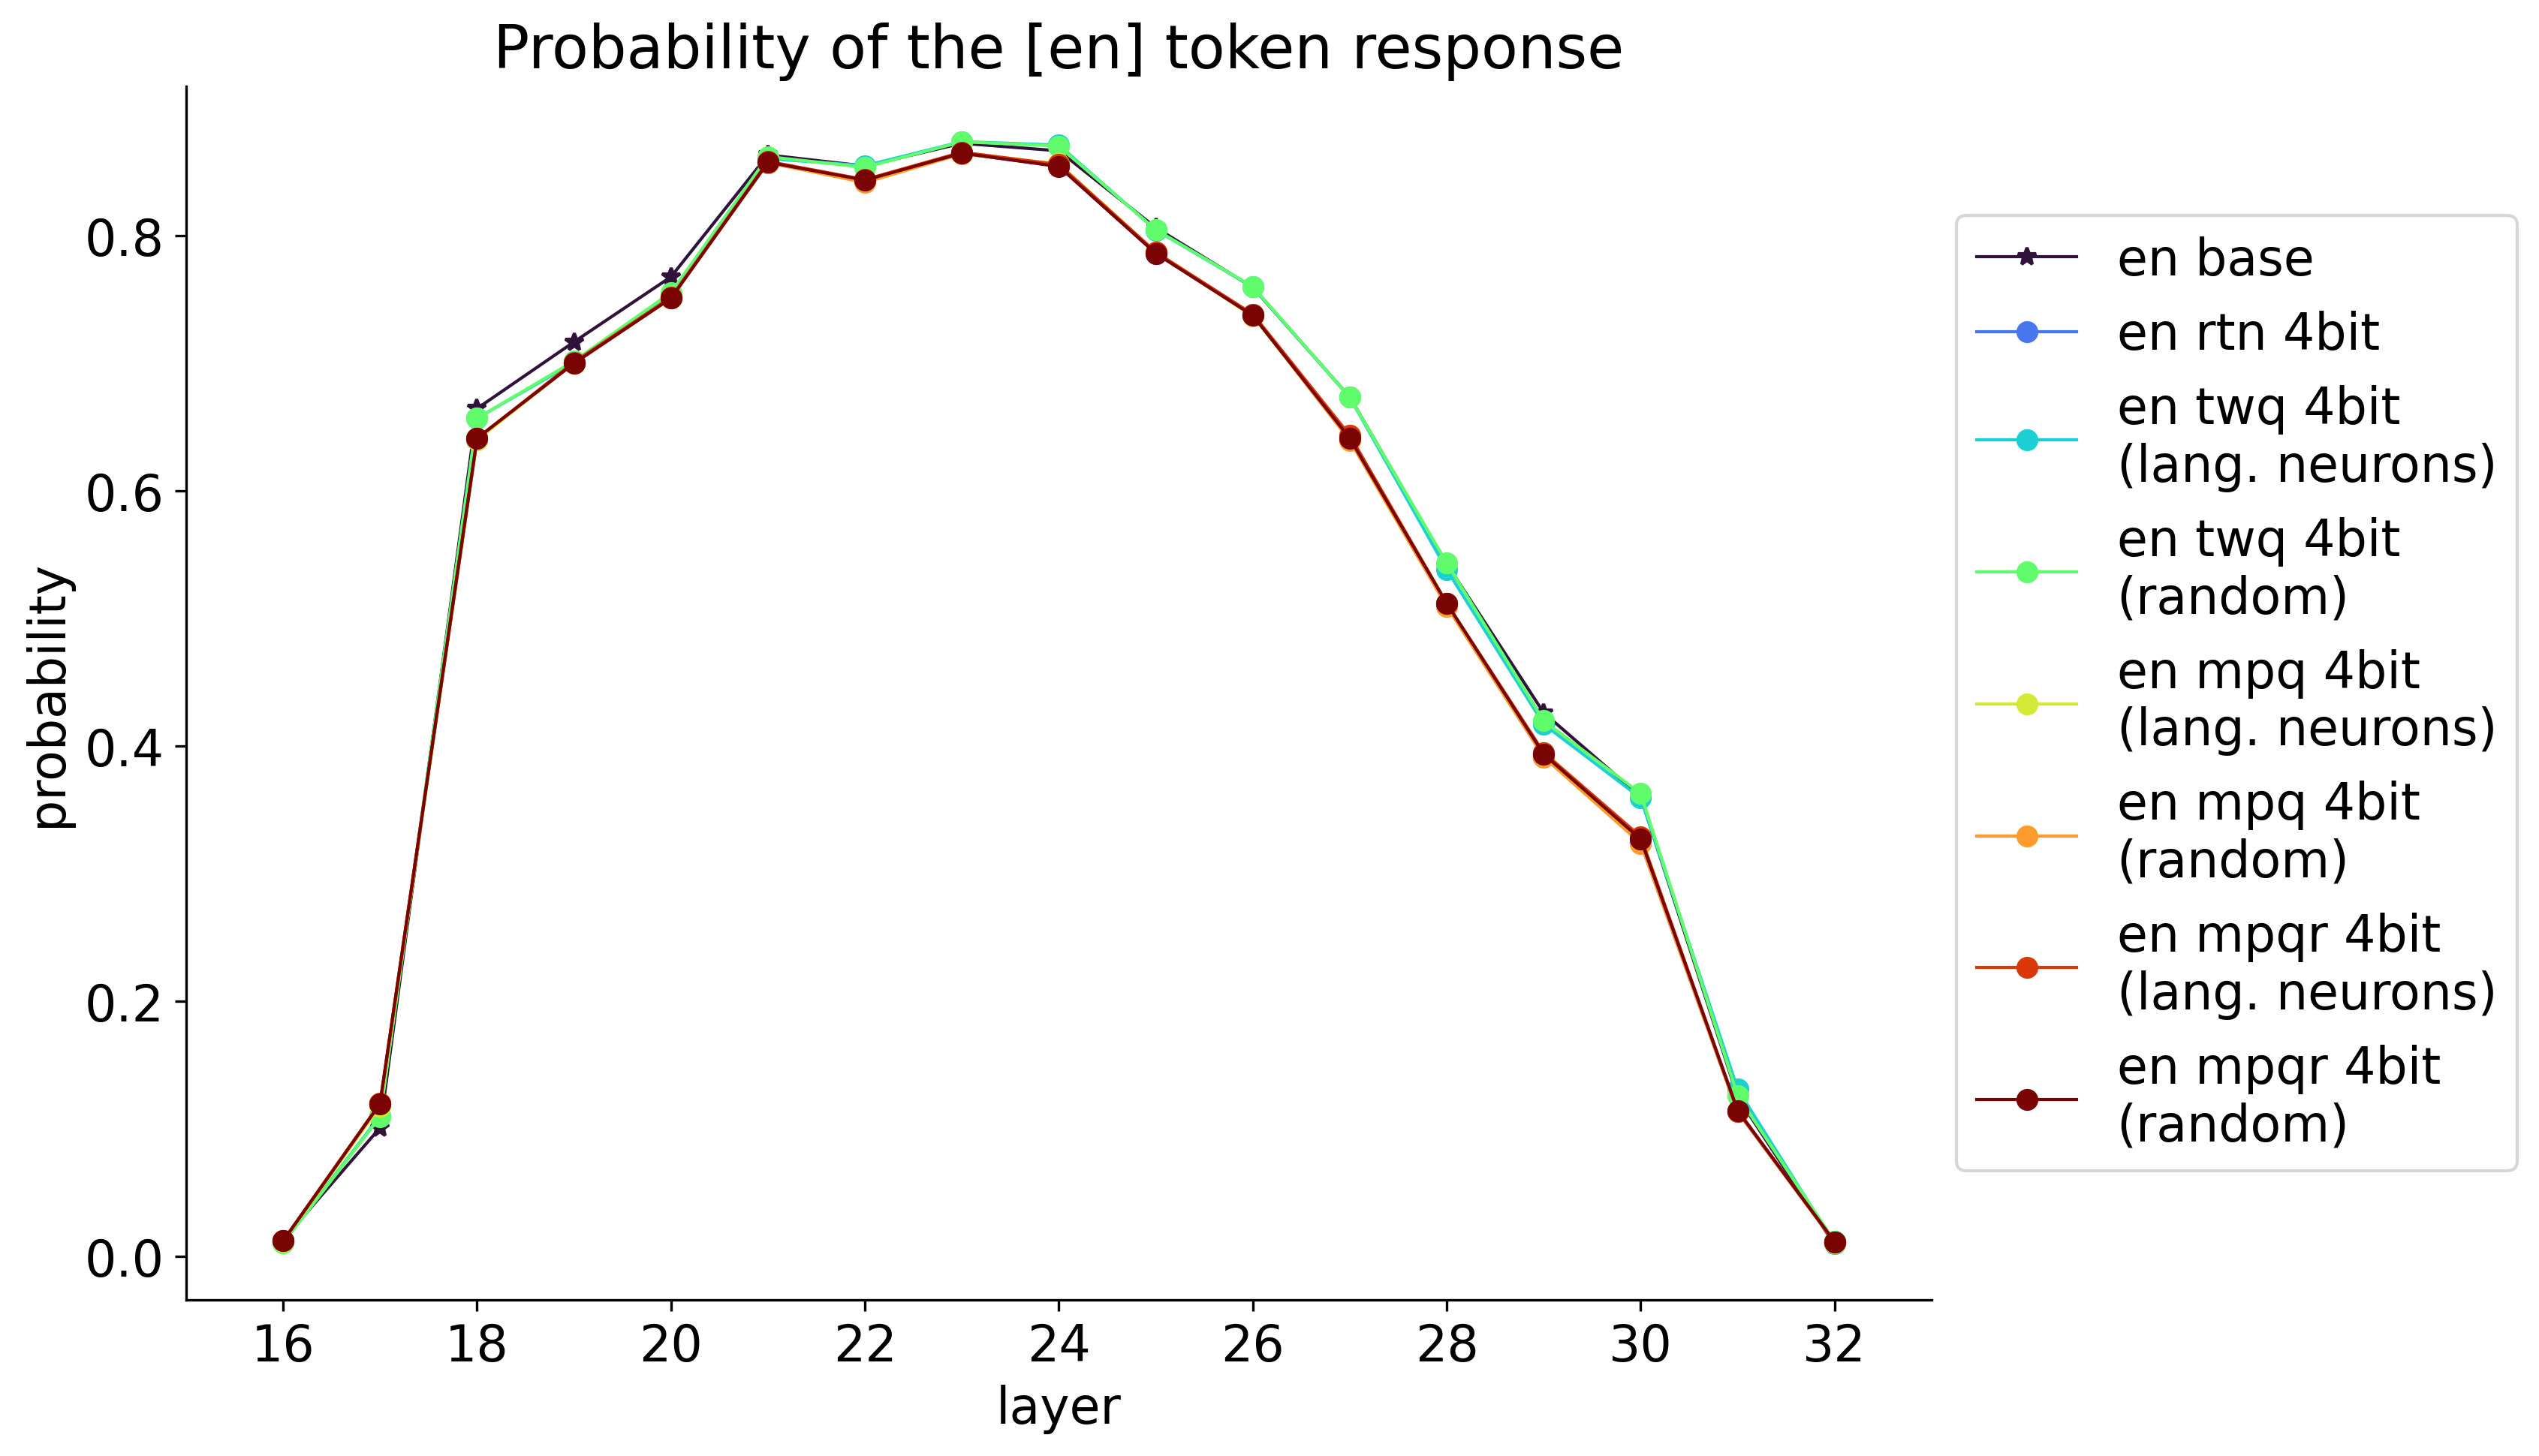 Probability of the [en] token response
0.8
0.6
0.4
0.2
0.0
probability
16 18 20 22 24 26 28 30 32
layer
en base
en rtn 4bit
en twq 4bit
(lang. neurons)
en twq 4bit
(random)
en mpq 4bit
(lang. neurons)
en mpq 4bit
(random)
en mpqr 4bit
(lang. neurons)
en mpqr 4bit
(random)